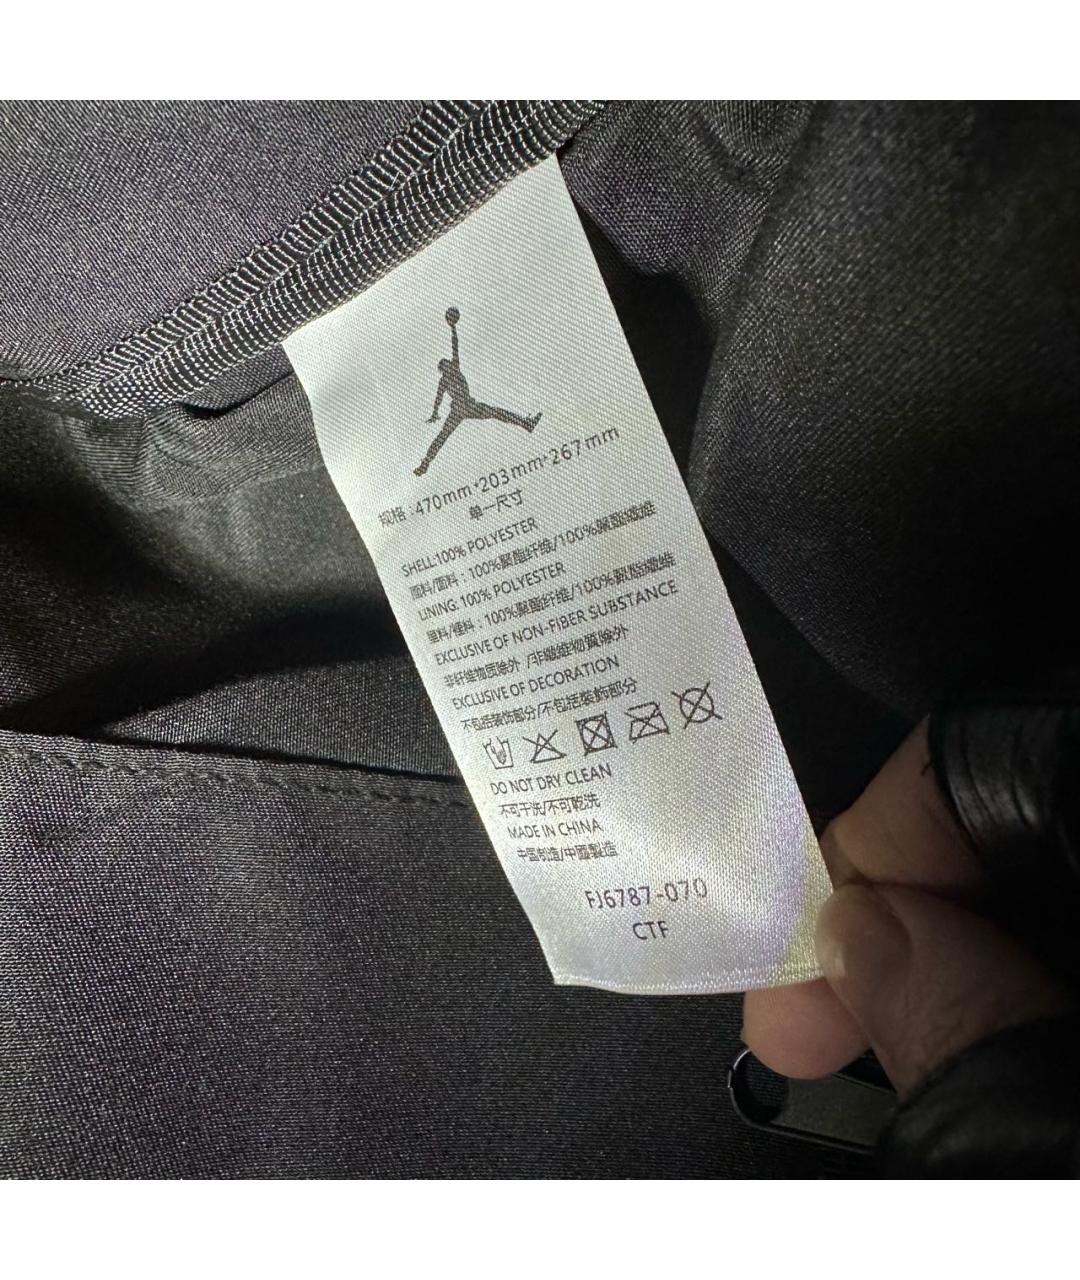 规格：470mm*203mm*267mm
单一尺寸
SHELL:100% POLYESTER
面料/面料：100%聚酯纤维/100%聚酯纖維
LINING: 100% POLYESTER
里料/裡料：100%聚酯纤维/100%聚酯纖維
EXCLUSIVE OF NON-FIBER SUBSTANCE
非纤维物质除外 /非纖維物質除外
EXCLUSIVE OF DECORATION
不包括装饰部分/不包括裝飾部分
DO NOT DRY CLEAN
不可干洗/不可乾洗
MADE IN CHINA
中国制造/中國製造
FJ6787-070
CTF